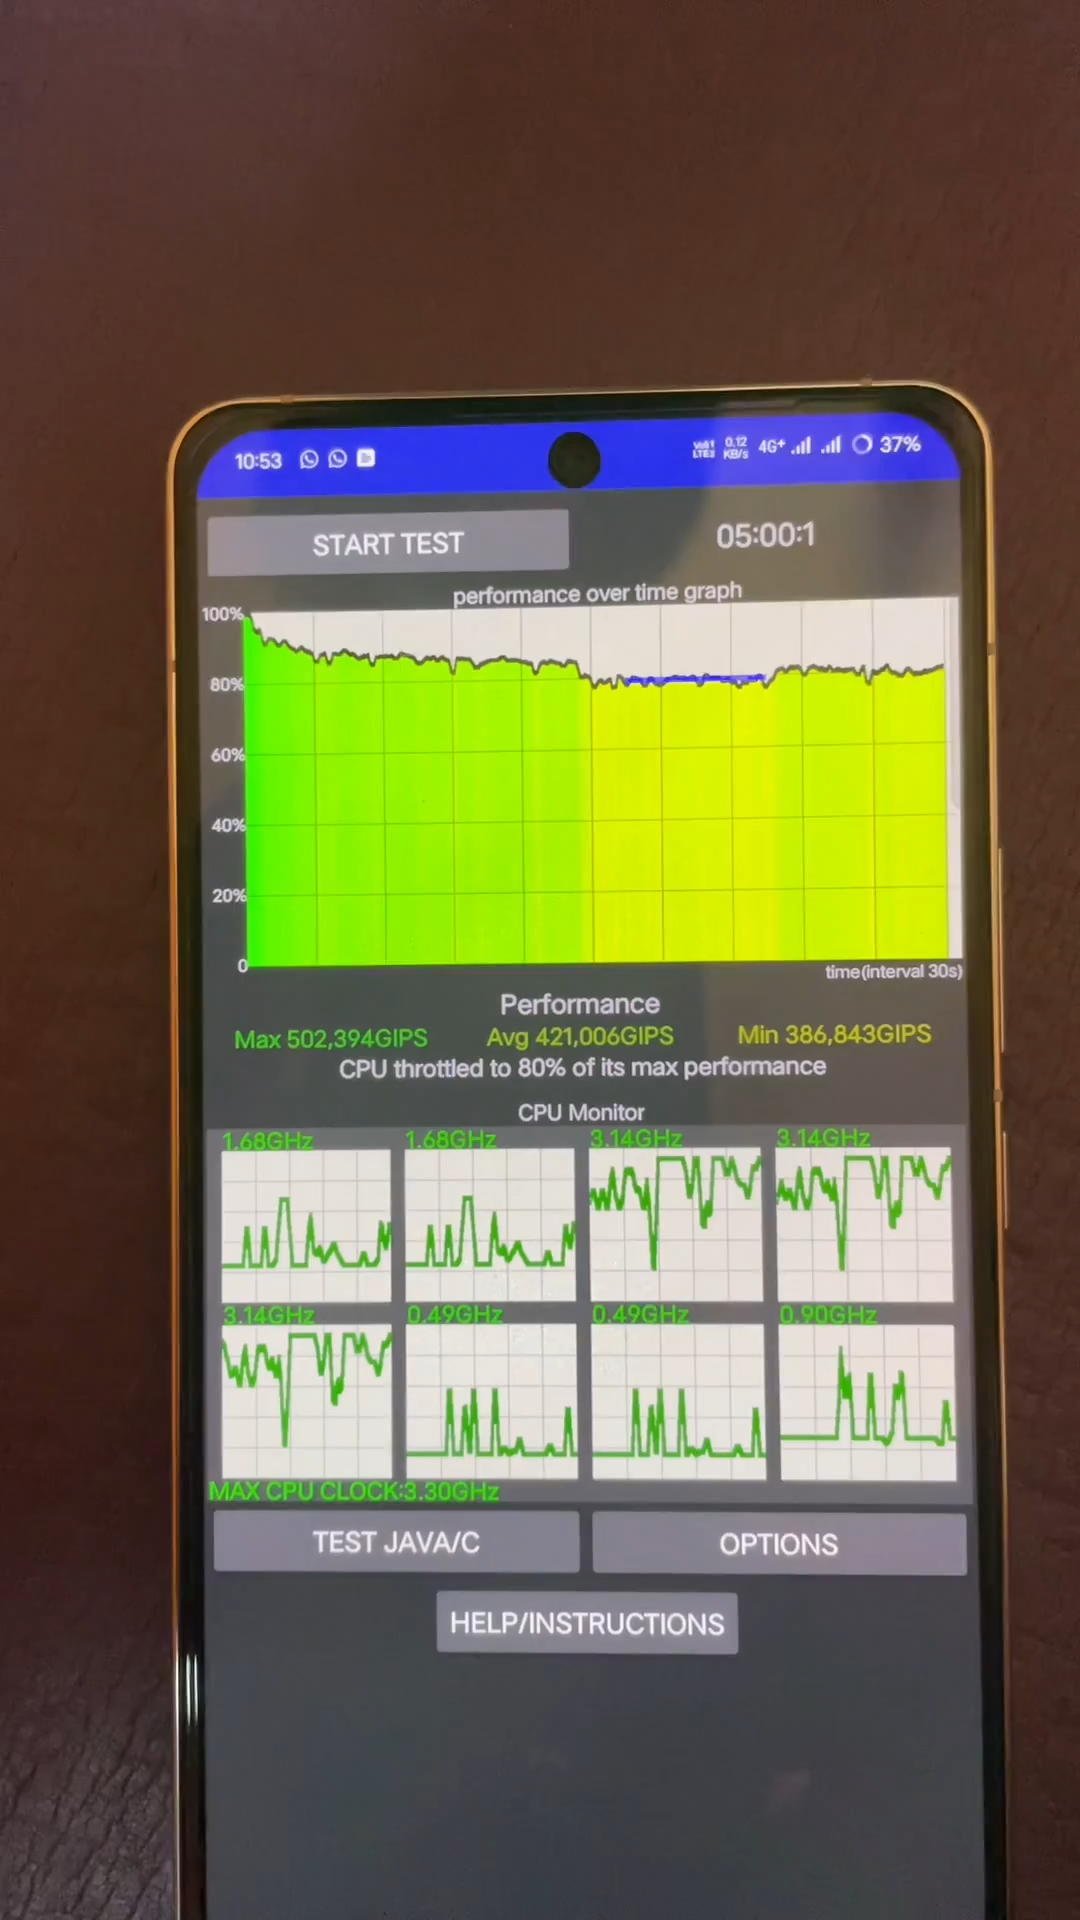 10:53 Vo1 LTE2 0.12 KB/s 4G+ 37%
START TEST 05:00:1
performance over time graph
100%
80%
60%
40%
20%
0
time(interval 30s)
Performance
Max 502,394GIPS Avg 421,006GIPS Min 386,843GIPS
CPU throttled to 80% of its max performance
CPU Monitor
1.68GHz 1.68GHz 3.14GHz 3.14GHz
3.14GHz 0.49GHz 0.49GHz 0.90GHz
MAX CPU CLOCK:3.30GHz
TEST JAVA/C OPTIONS
HELP/INSTRUCTIONS